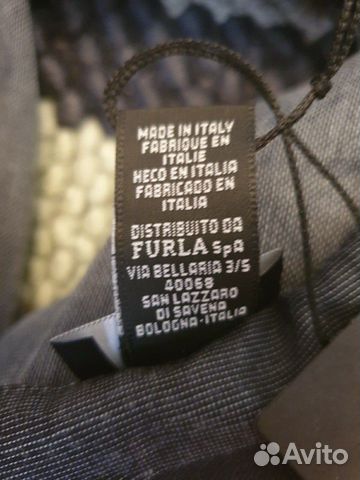 MADE IN ITALY
FABRIQUE EN
ITALIE
HECO EN ITALIA
FABRICADO EN
ITALIA
DISTRIBUITO DA
FURLA SpA
VIA BELLARIA 3/5
40068
SAN LAZZARO
DI SAVENA
BOLOGNA-ITALIA
Avito